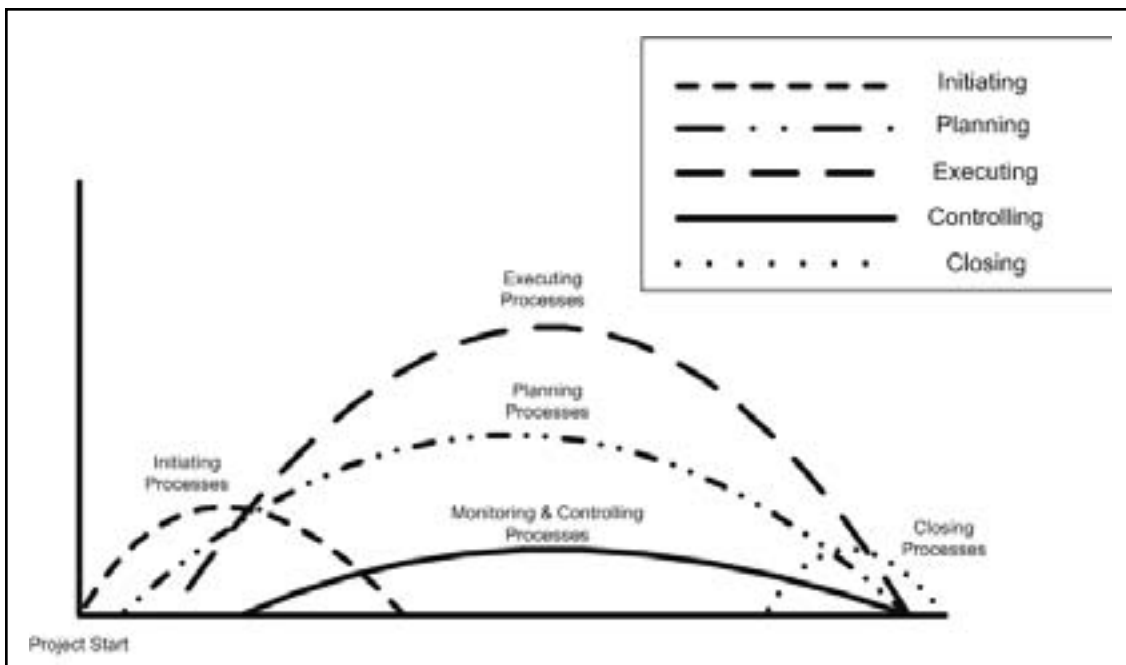 Initiating
Planning
Executing
Controlling
Closing
Executing
Processes
Planning
Processes
Initiating
Processes
Monitoring & Controlling
Processes
Closing
Processes
Project Start